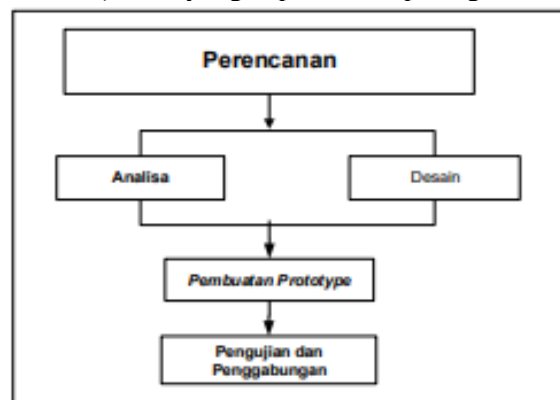 Perencanan
Analisa
Desain
Pembuatan Prototype
Pengujian dan
Penggabungan